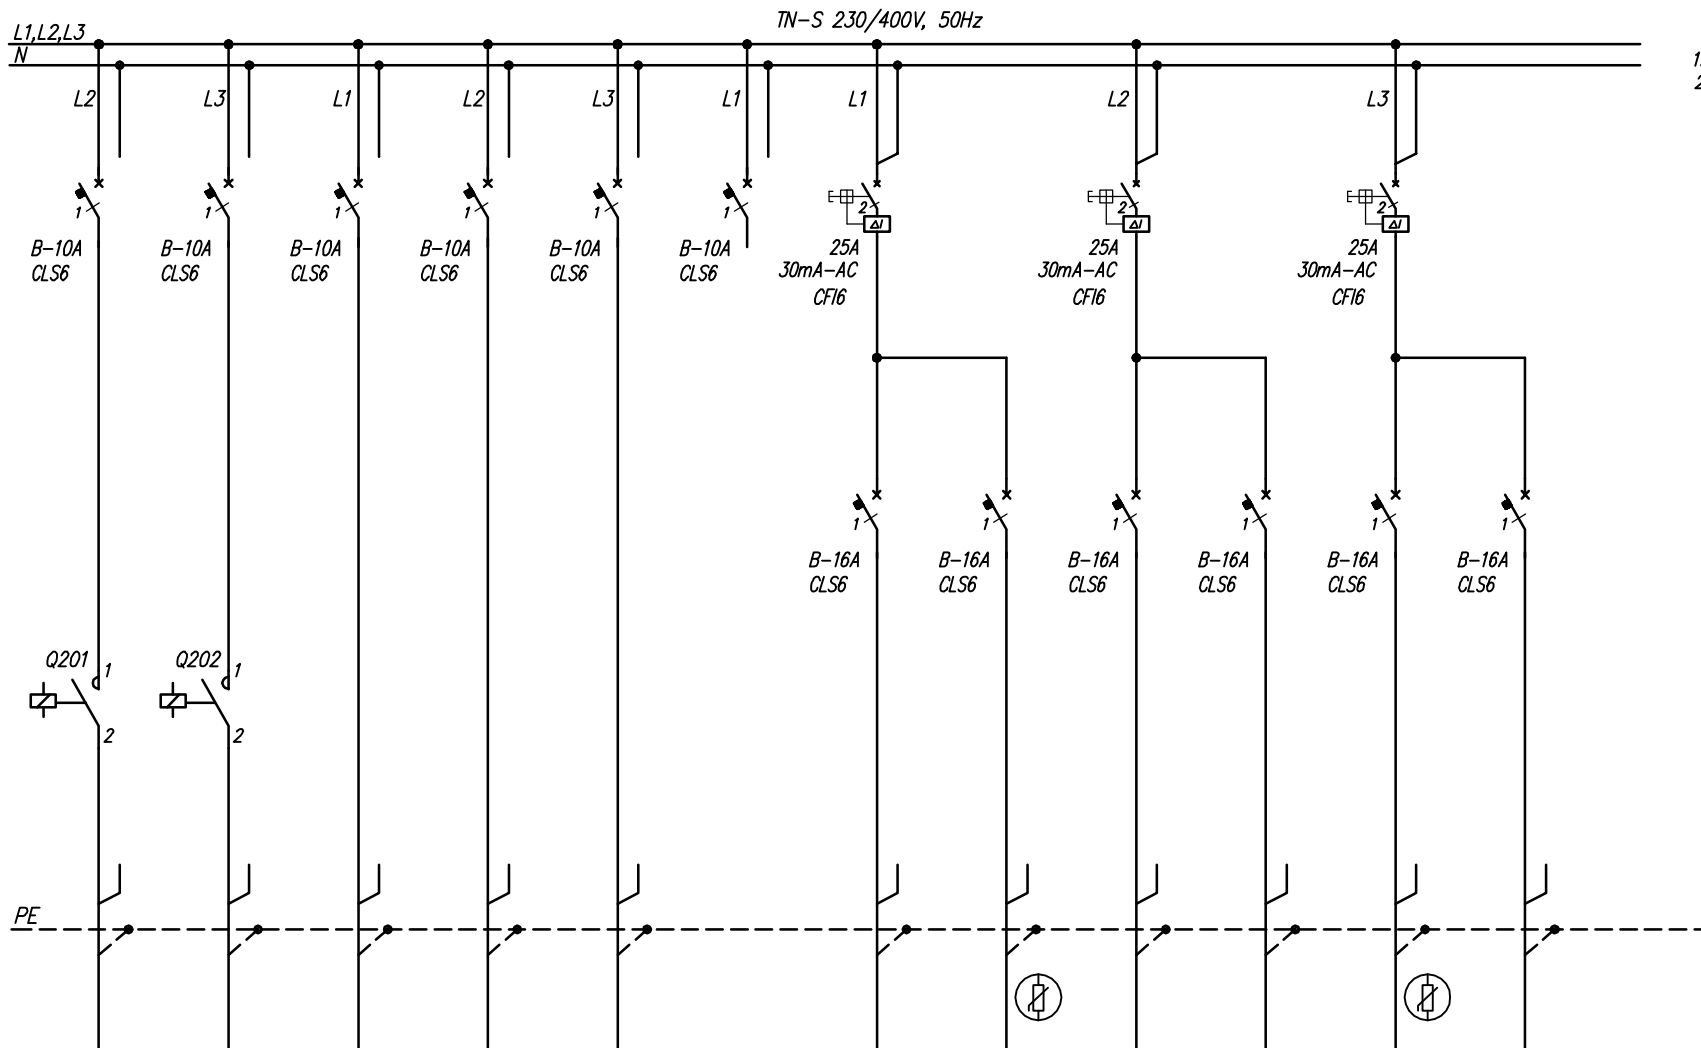 TN-S 230/400V, 50Hz
L1,L2,L3
N
L2 L3 L1 L2 L3 L1 L1 L2 L3
1 1 1 1 1 1 2 2 2
ΔI ΔI ΔI
B-10A B-10A B-10A B-10A B-10A B-10A 25A 25A 25A
CLS6 CLS6 CLS6 CLS6 CLS6 CLS6 30mA-AC 30mA-AC 30mA-AC
CFI6 CFI6 CFI6
1 1 1 1 1 1
B-16A B-16A B-16A B-16A B-16A B-16A
CLS6 CLS6 CLS6 CLS6 CLS6 CLS6
Q201 1 Q202 1
2 2
PE